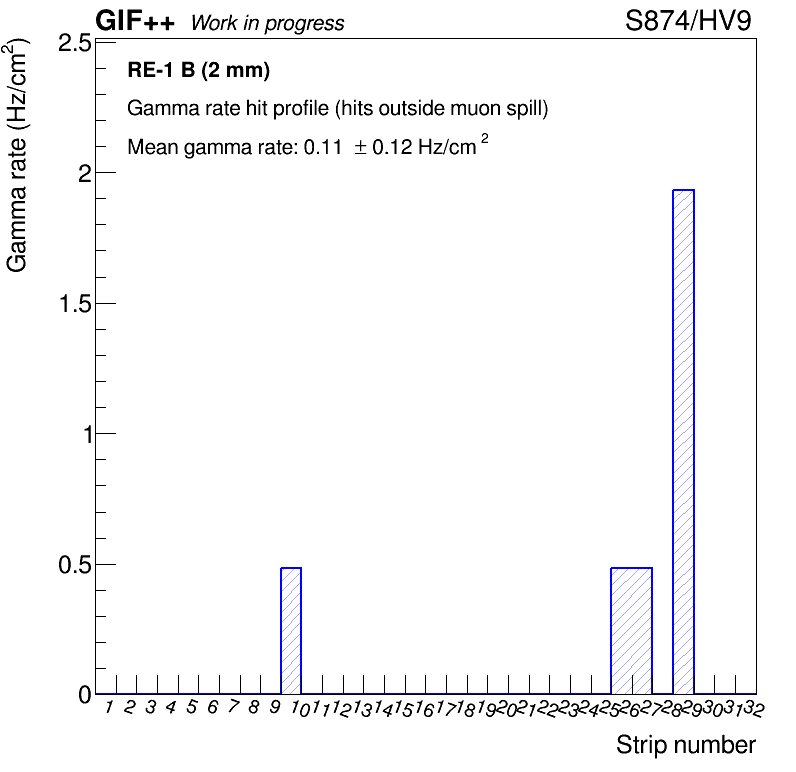 GIF++ Work in progress S874/HV9
RE-1 B (2 mm)
Gamma rate hit profile (hits outside muon spill)
Mean gamma rate: 0.11 ± 0.12 Hz/cm²
Gamma rate (Hz/cm²)
2.5
2
1.5
1
0.5
0
1 2 3 4 5 6 7 8 9 10 11 12 13 14 15 16 17 18 19 20 21 22 23 24 25 26 27 28 29 30 31 32
Strip number